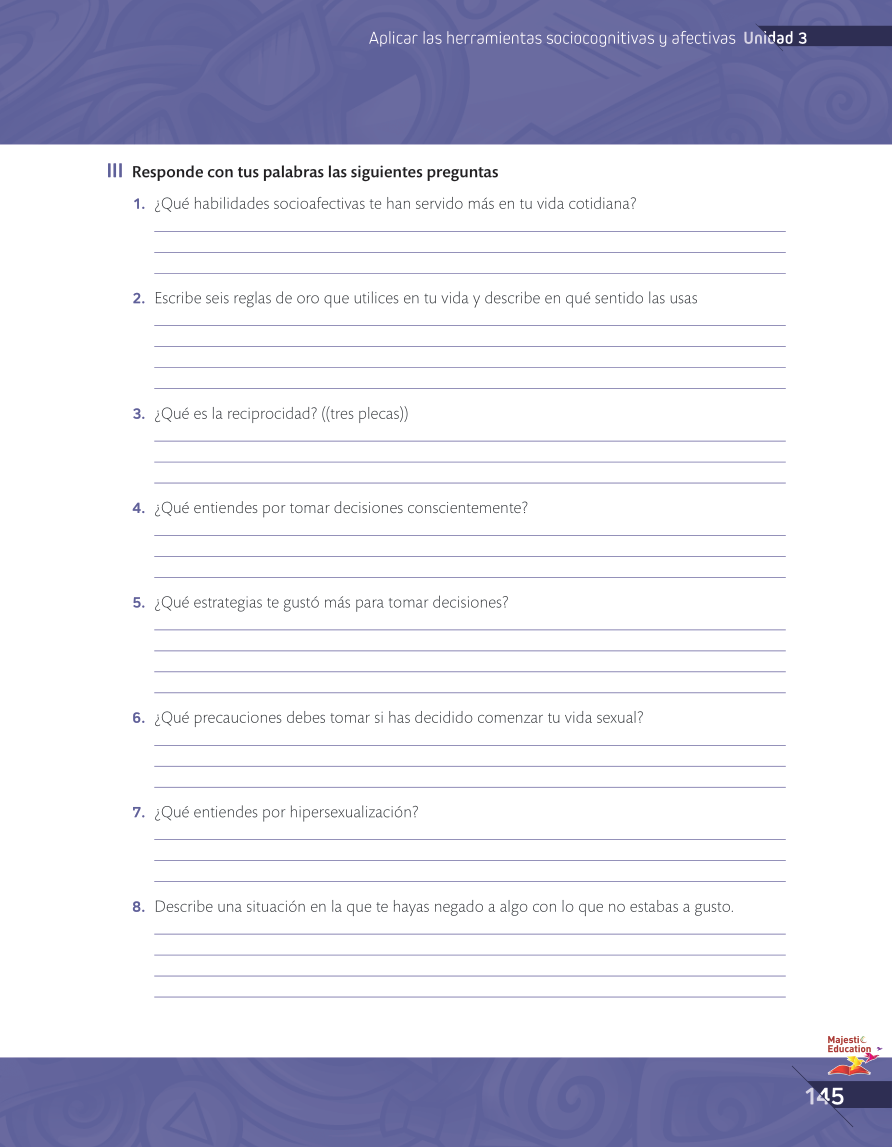 Aplicar las herramientas sociocognitivas y afectivas Unidad 3
III Responde con tus palabras las siguientes preguntas
1. ¿Qué habilidades socioafectivas te han servido más en tu vida cotidiana?
2. Escribe seis reglas de oro que utilices en tu vida y describe en qué sentido las usas
3. ¿Qué es la reciprocidad? ((tres plecas))
4. ¿Qué entiendes por tomar decisiones conscientemente?
5. ¿Qué estrategias te gustó más para tomar decisiones?
6. ¿Qué precauciones debes tomar si has decidido comenzar tu vida sexual?
7. ¿Qué entiendes por hipersexualización?
8. Describe una situación en la que te hayas negado a algo con lo que no estabas a gusto.
Majestic
Education
145